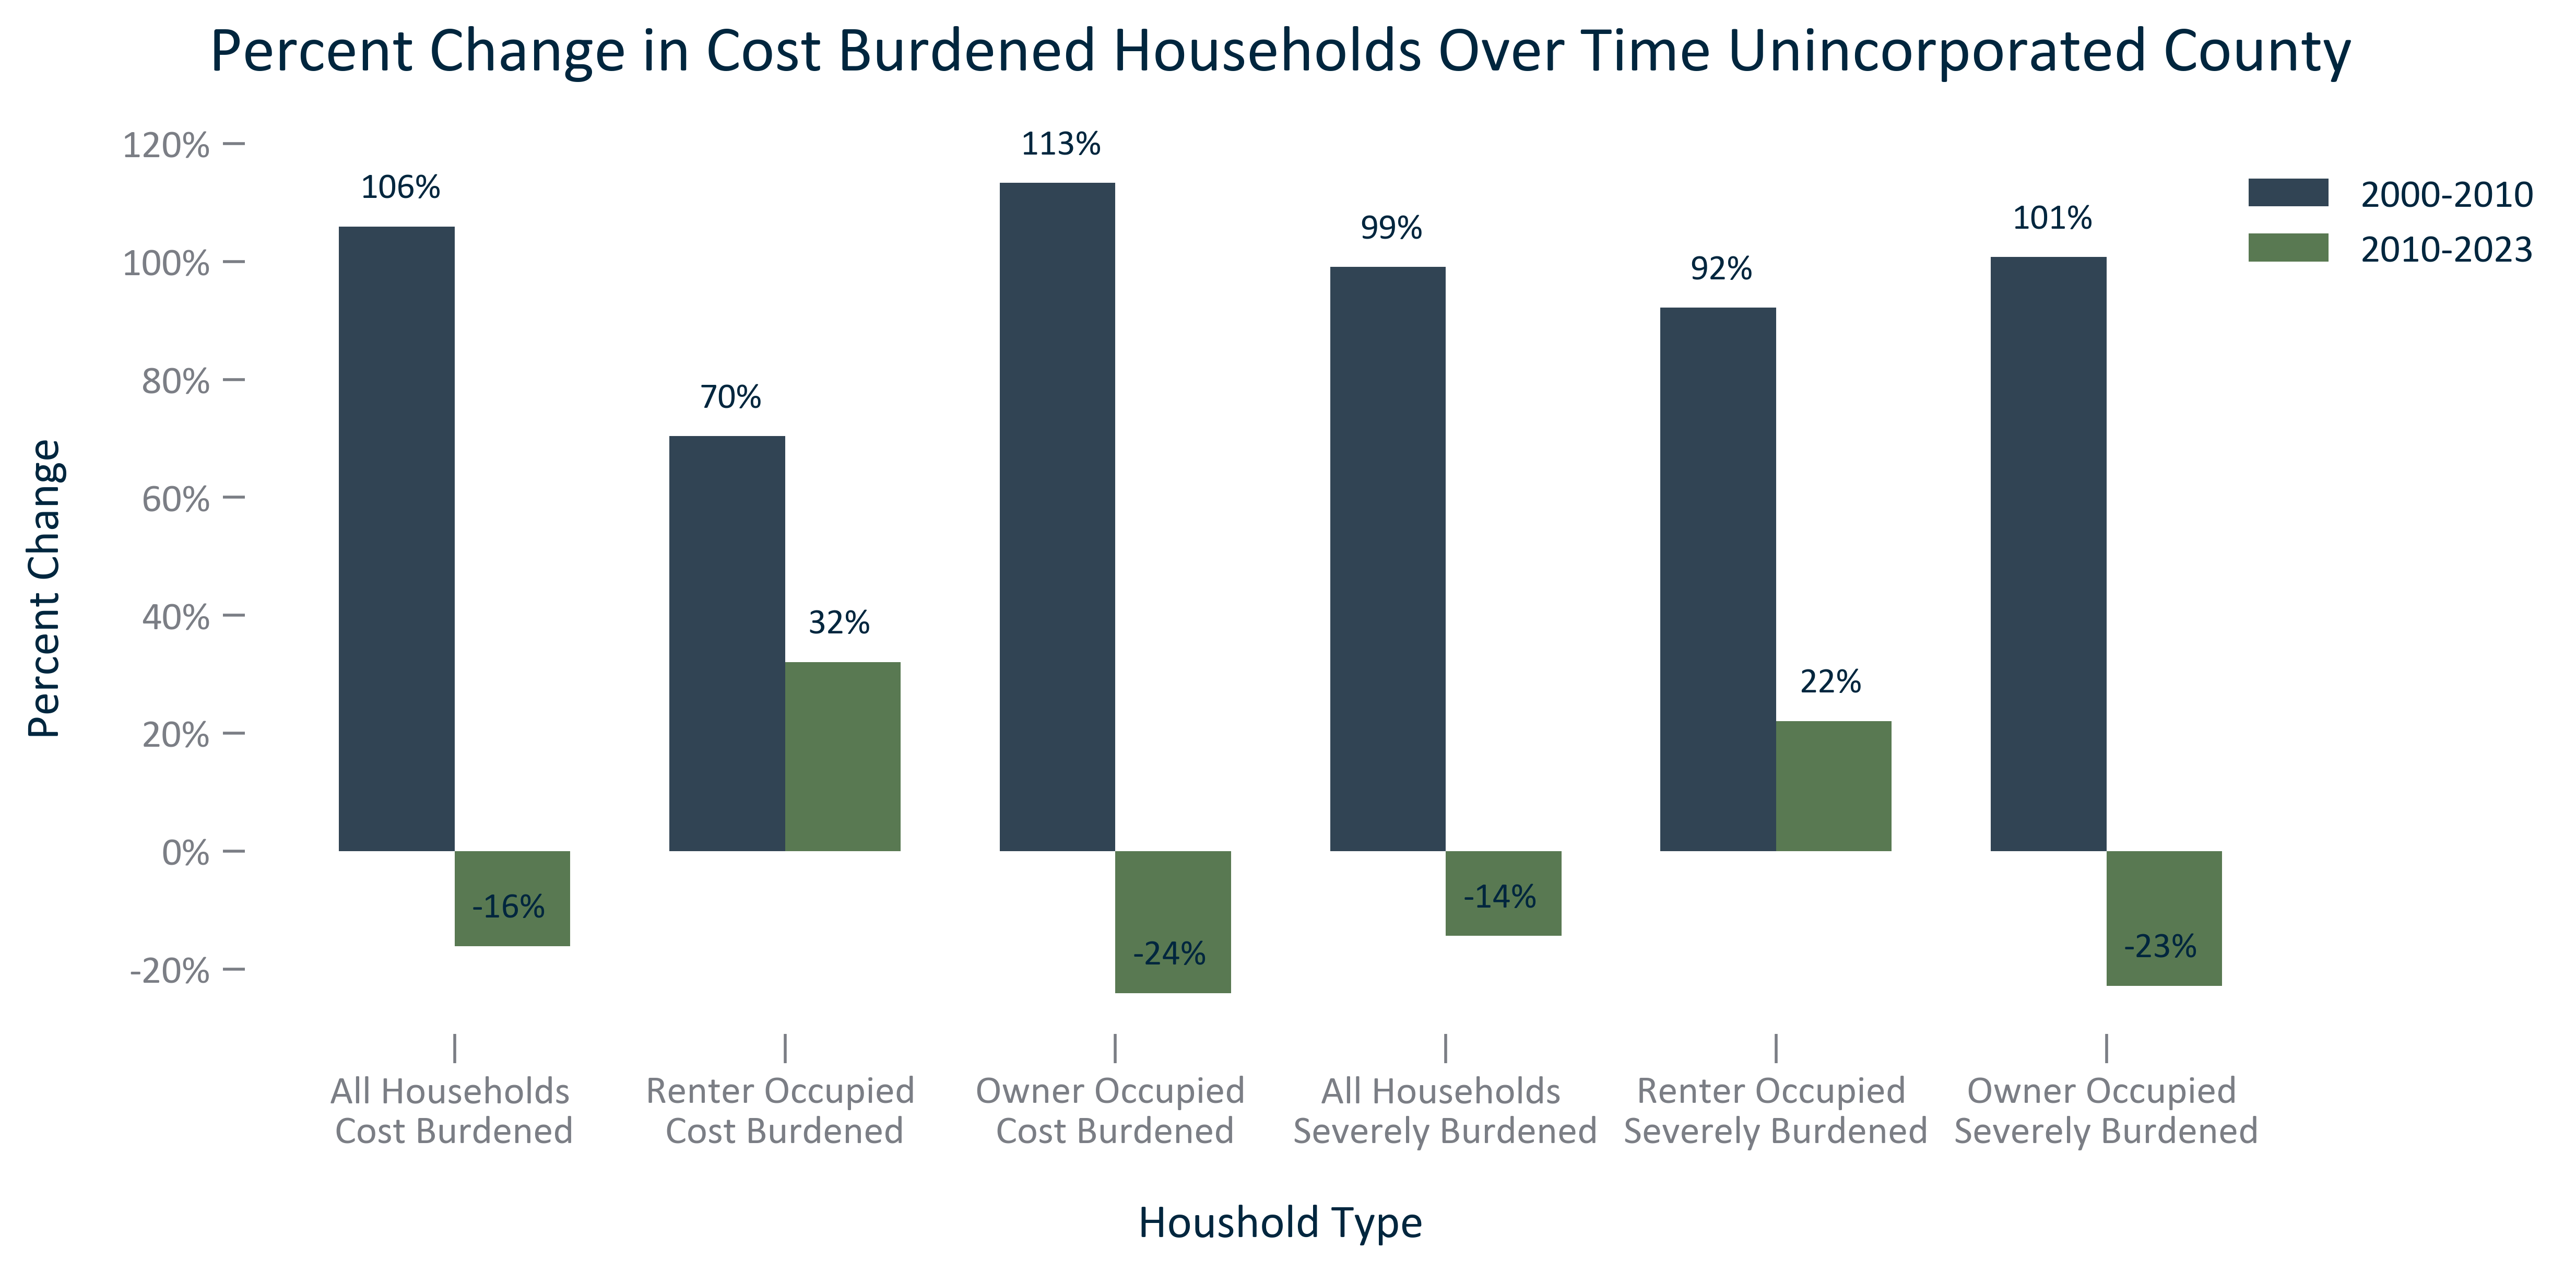 Percent Change in Cost Burdened Households Over Time Unincorporated County
120%
100%
80%
60%
40%
20%
0%
-20%
Percent Change
106%
-16%
70%
32%
113%
-24%
99%
-14%
92%
22%
101%
-23%
2000-2010
2010-2023
All Households
Cost Burdened
Renter Occupied
Cost Burdened
Owner Occupied
Cost Burdened
All Households
Severely Burdened
Renter Occupied
Severely Burdened
Owner Occupied
Severely Burdened
Houshold Type